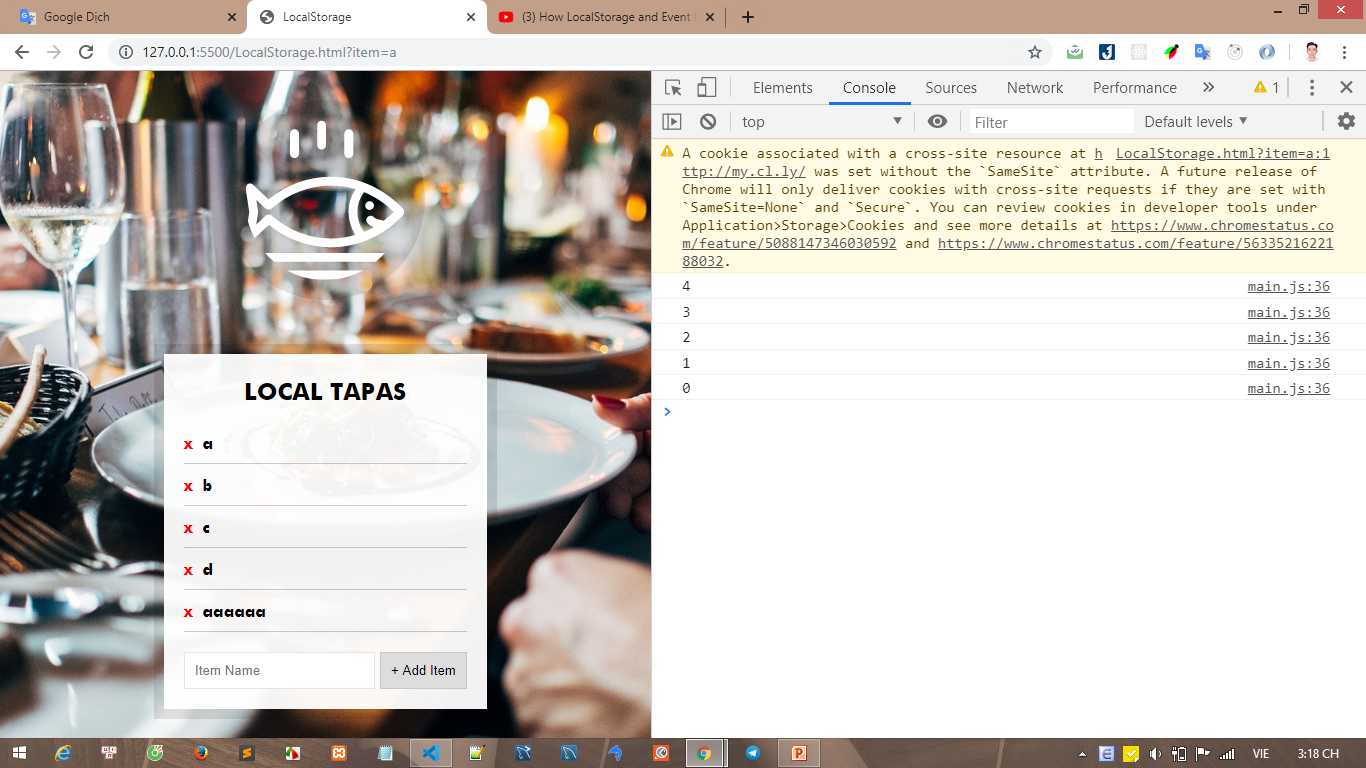 Google Dịch
LocalStorage
(3) How LocalStorage and Event
127.0.0.1:5500/LocalStorage.html?item=a
Elements Console Sources Network Performance » 1
top Filter Default levels
A cookie associated with a cross-site resource at h LocalStorage.html?item=a:1
ttp://my.cl.ly/ was set without the `SameSite` attribute. A future release of
Chrome will only deliver cookies with cross-site requests if they are set with
`SameSite=None` and `Secure`. You can review cookies in developer tools under
Application>Storage>Cookies and see more details at https://www.chromestatus.co
m/feature/5088147346030592 and https://www.chromestatus.com/feature/56335216221
88032.
4 main.js:36
3 main.js:36
2 main.js:36
1 main.js:36
0 main.js:36
>
LOCAL TAPAS
x a
x b
x c
x d
x aaaaaa
Item Name + Add Item
VIE 3:18 CH